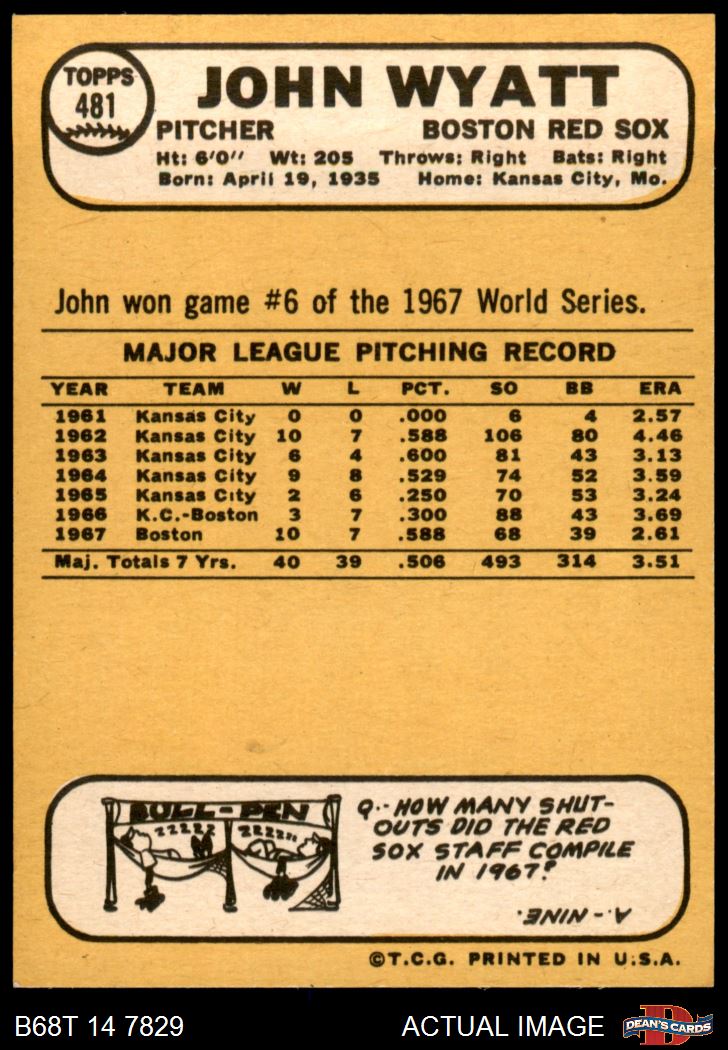 TOPPS
481
JOHN WYATT
PITCHER BOSTON RED SOX
Ht: 6'0" Wt: 205 Throws: Right Bats: Right
Born: April 19, 1935 Home: Kansas City, Mo.
John won game #6 of the 1967 World Series.
MAJOR LEAGUE PITCHING RECORD
YEAR TEAM W L PCT. SO BB ERA
1961 Kansas City 0 0 .000 6 4 2.57
1962 Kansas City 10 7 .588 106 80 4.46
1963 Kansas City 6 4 .600 81 43 3.13
1964 Kansas City 9 8 .529 74 52 3.59
1965 Kansas City 2 6 .250 70 53 3.24
1966 K.C.-Boston 3 7 .300 88 43 3.69
1967 Boston 10 7 .588 68 39 2.61
Maj. Totals 7 Yrs. 40 39 .506 493 314 3.51
BULL-PEN
ZZZZZ ZZZZZ
Q.- HOW MANY SHUT-
OUTS DID THE RED
SOX STAFF COMPILE
IN 1967?
A.- NINE.
©T.C.G. PRINTED IN U.S.A.
B68T 14 7829 ACTUAL IMAGE
D
DEAN'S CARDS